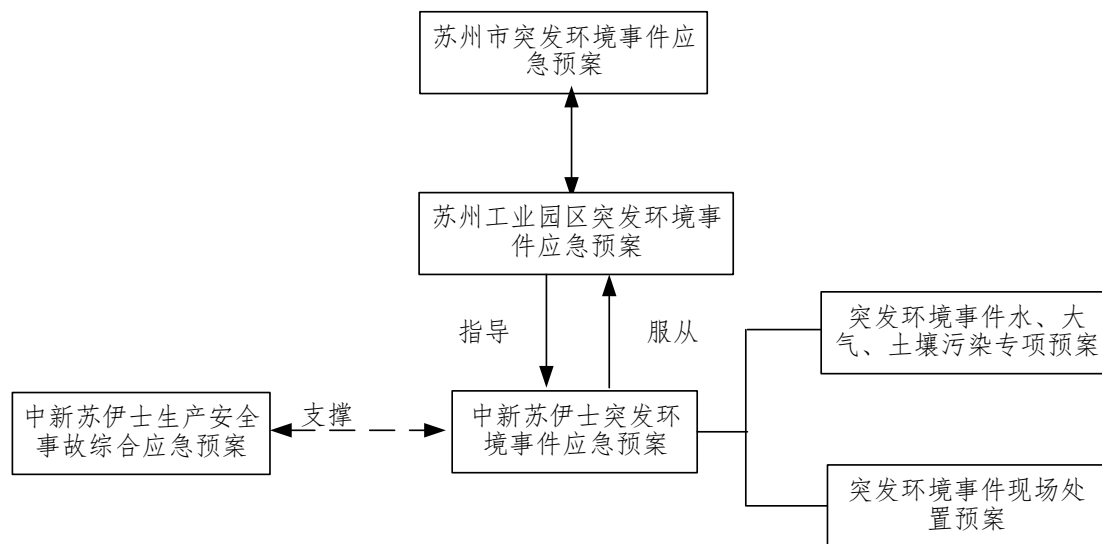 苏州市突发环境事件应
急预案
苏州工业园区突发环境事
件应急预案
指导
服从
突发环境事件水、大
气、土壤污染专项预案
中新苏伊士生产安全
事故综合应急预案
支撑
中新苏伊士突发环
境事件应急预案
突发环境事件现场处
置预案